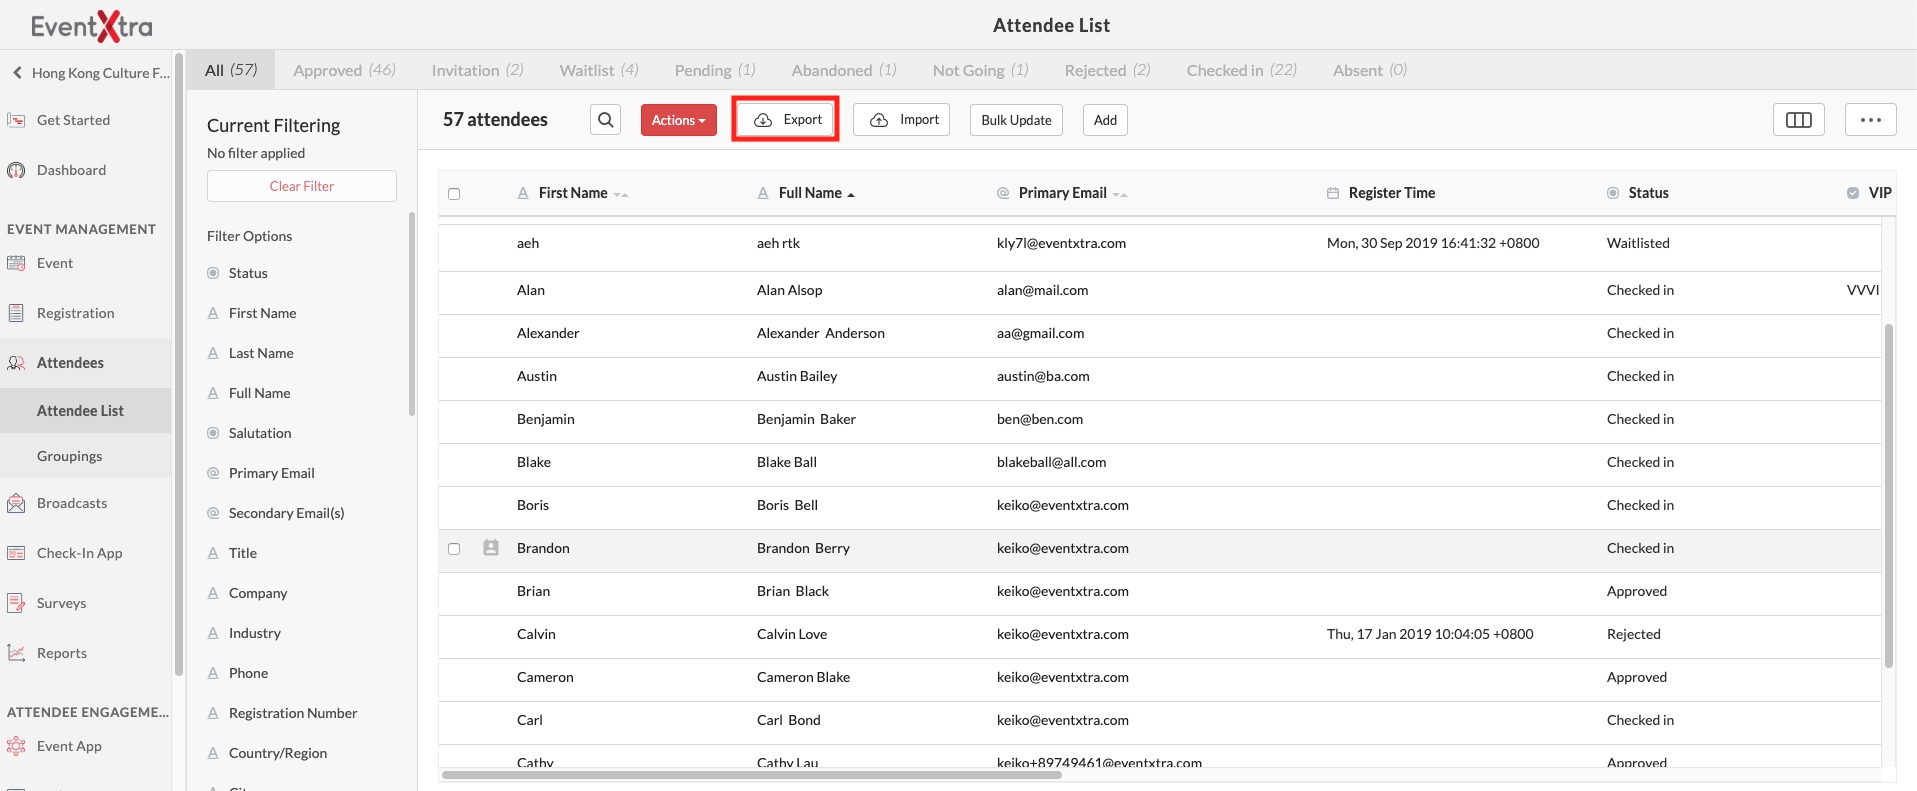 EventXtra
Attendee List
Hong Kong Culture F...
All (57) Approved (46) Invitation (2) Waitlist (4) Pending (1) Abandoned (1) Not Going (1) Rejected (2) Checked in (22) Absent (0)
Get Started
Dashboard
EVENT MANAGEMENT
Event
Registration
Attendees
Attendee List
Groupings
Broadcasts
Check-In App
Surveys
Reports
ATTENDEE ENGAGEME...
Event App
Current Filtering
No filter applied
Clear Filter
Filter Options
Status
First Name
Last Name
Full Name
Salutation
Primary Email
Secondary Email(s)
Title
Company
Industry
Phone
Registration Number
Country/Region
57 attendees Actions Export Import Bulk Update Add
First Name Full Name Primary Email Register Time Status VIP
aeh aeh rtk kly7l@eventxtra.com Mon, 30 Sep 2019 16:41:32 +0800 Waitlisted
Alan Alan Alsop alan@mail.com Checked in VVVI
Alexander Alexander Anderson aa@gmail.com Checked in
Austin Austin Bailey austin@ba.com Checked in
Benjamin Benjamin Baker ben@ben.com Checked in
Blake Blake Ball blakeball@all.com Checked in
Boris Boris Bell keiko@eventxtra.com Checked in
Brandon Brandon Berry keiko@eventxtra.com Checked in
Brian Brian Black keiko@eventxtra.com Approved
Calvin Calvin Love keiko@eventxtra.com Thu, 17 Jan 2019 10:04:05 +0800 Rejected
Cameron Cameron Blake keiko@eventxtra.com Approved
Carl Carl Bond keiko@eventxtra.com Checked in
Cathy Cathy Lau keiko+89749461@eventxtra.com Approved